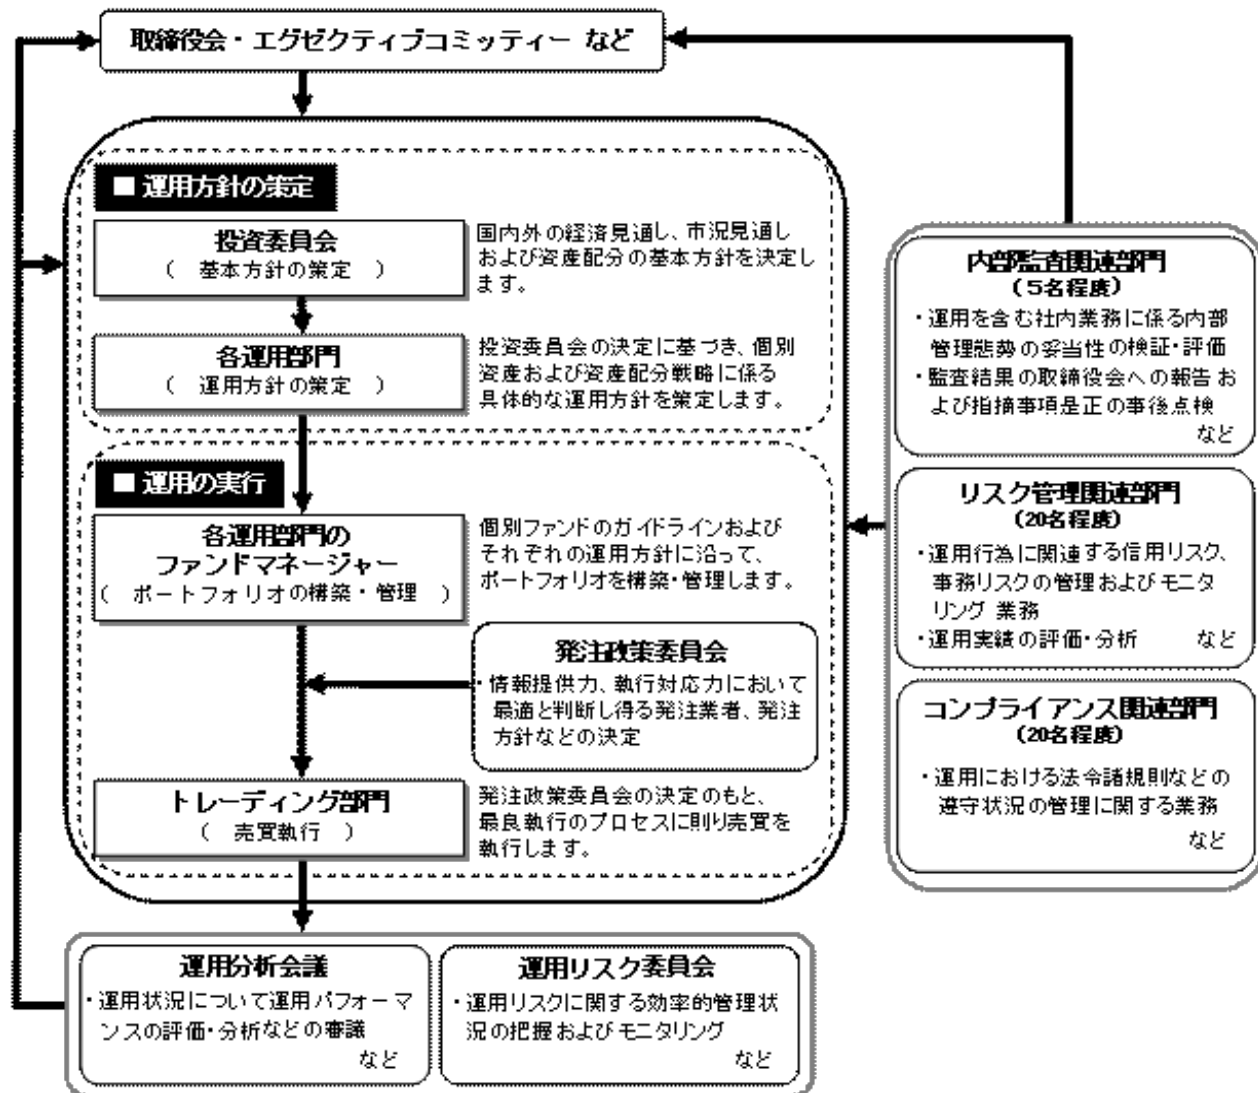 取締役会・エグゼクティブコミッティー など
■ 運用方針の策定
投資委員会
( 基本方針の策定 )
国内外の経済見通し、市況見通し
および資産配分の基本方針を決定し
ます。
各運用部門
( 運用方針の策定 )
投資委員会の決定に基づき、個別
資産および資産配分戦略に係る
具体的な運用方針を策定します。
■ 運用の実行
各運用部門の
ファンドマネージャー
( ポートフォリオの構築・管理 )
個別ファンドのガイドラインおよび
それぞれの運用方針に沿って、
ポートフォリオを構築・管理します。
発注政策委員会
・情報提供力、執行対応力において
最適と判断し得る発注業者、発注
方針などの決定
トレーディング部門
( 売買執行 )
発注政策委員会の決定のもと、
最良執行のプロセスに則り売買を
執行します。
運用分析会議
・運用状況について運用パフォーマ
ンスの評価・分析などの審議
など
運用リスク委員会
・運用リスクに関する効率的管理状
況の把握およびモニタリング
など
内部監査関連部門
(5名程度)
・運用を含む社内業務に係る内部
管理態勢の妥当性の検証・評価
・監査結果の取締役会への報告お
よび指摘事項是正の事後点検
など
リスク管理関連部門
(20名程度)
・運用行為に関連する信用リスク、
事務リスクの管理およびモニタ
リング 業務
・運用実績の評価・分析 など
コンプライアンス関連部門
(20名程度)
・運用における法令諸規則などの
遵守状況の管理に関する業務
など